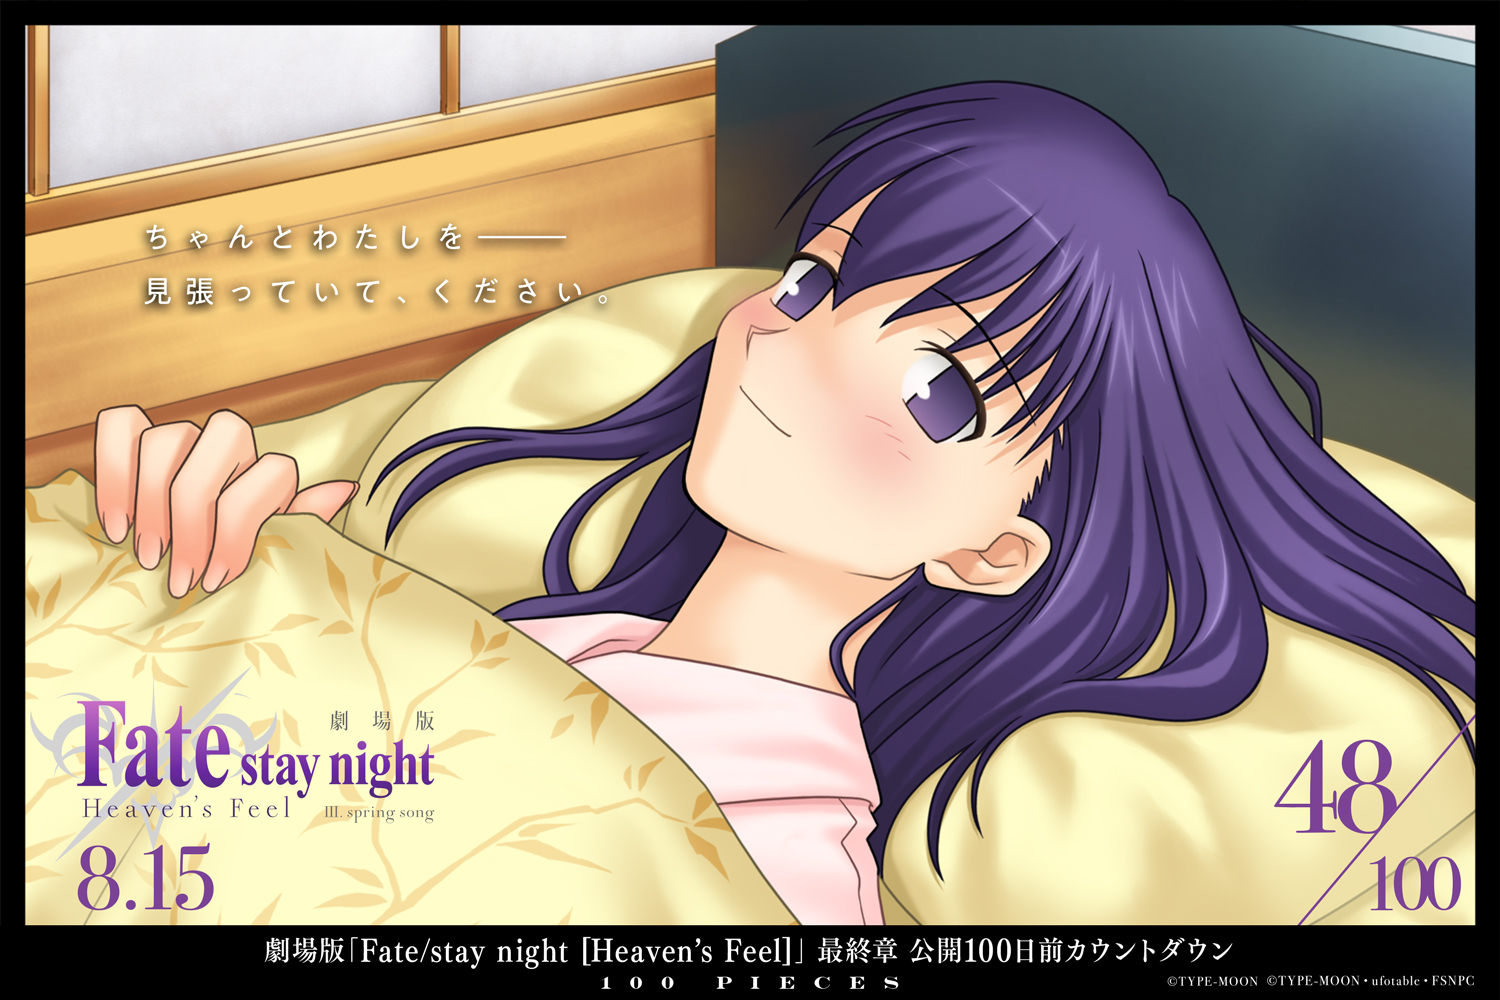 ちゃんとわたしを――
見張っていて、ください。
劇場版
Fate stay night
Heaven's Feel III. spring song
8.15
48/100
劇場版「Fate/stay night [Heaven's Feel]」 最終章 公開100日前カウントダウン
100 PIECES
©TYPE-MOON ©TYPE-MOON・ufotable・FSNPC